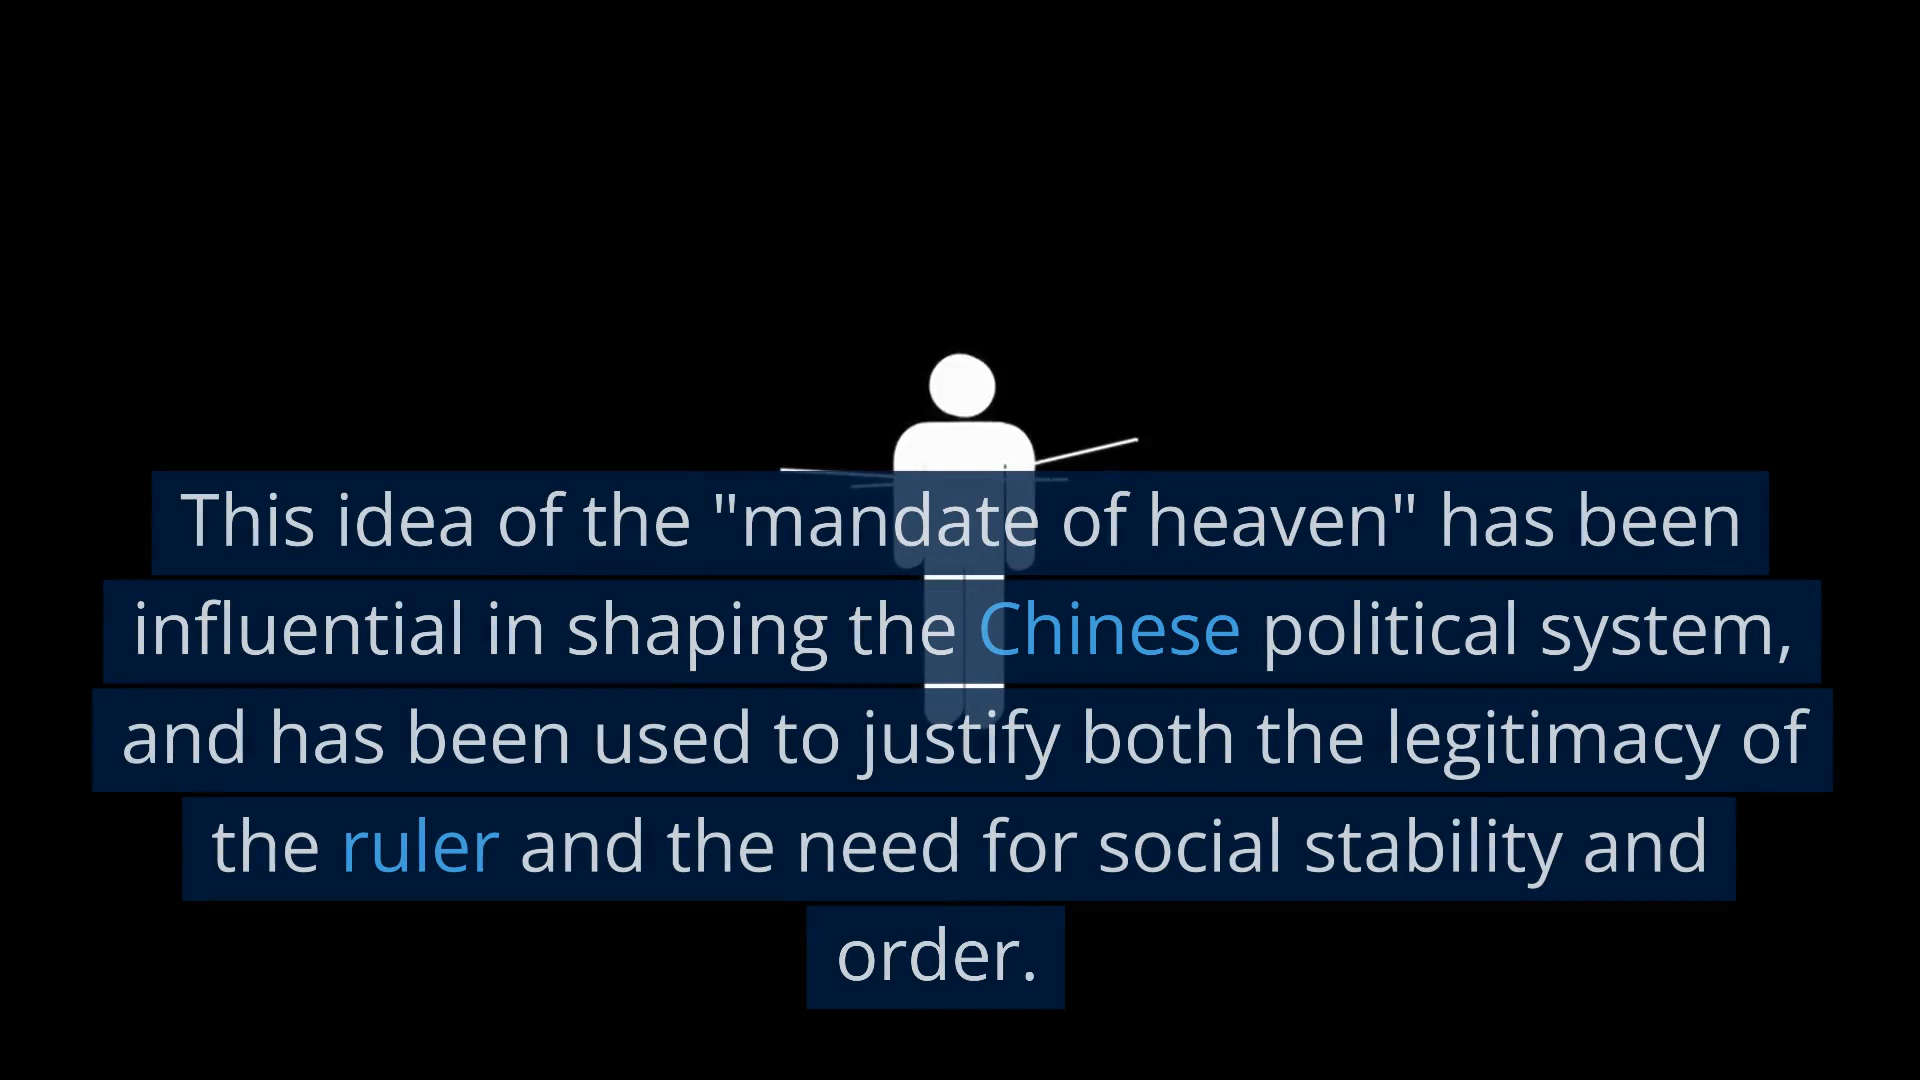 This idea of the "mandate of heaven" has been
influential in shaping the Chinese political system,
and has been used to justify both the legitimacy of
the ruler and the need for social stability and
order.